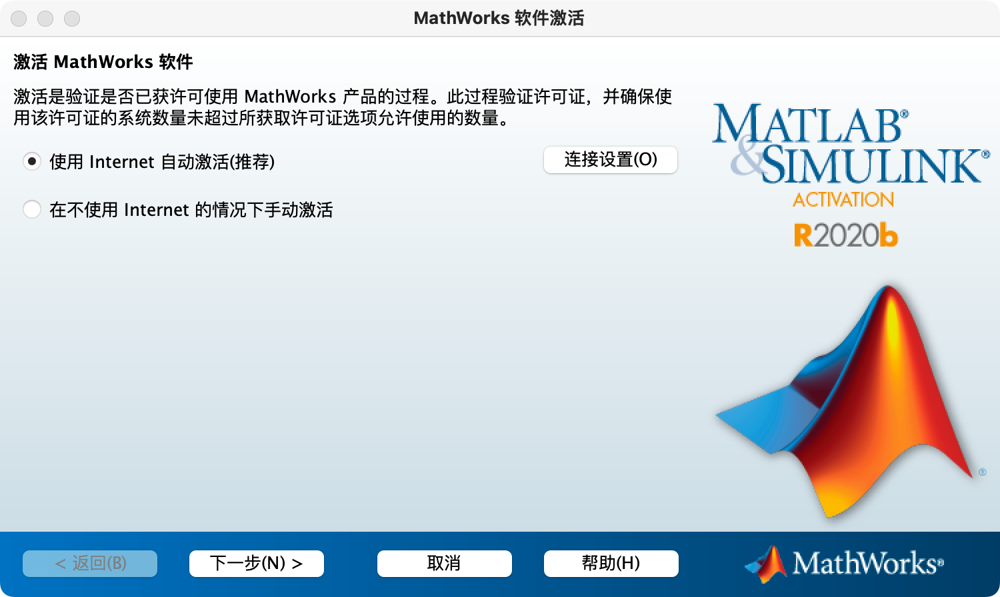 MathWorks 软件激活
激活 MathWorks 软件
激活是验证是否已获许可使用 MathWorks 产品的过程。此过程验证许可证，并确保使
用该许可证的系统数量未超过所获取许可证选项允许使用的数量。
使用 Internet 自动激活(推荐)
连接设置(O)
在不使用 Internet 的情况下手动激活
MATLAB®
&SIMULINK®
ACTIVATION
R2020b
®
< 返回(B)
下一步(N) >
取消
帮助(H)
MathWorks®